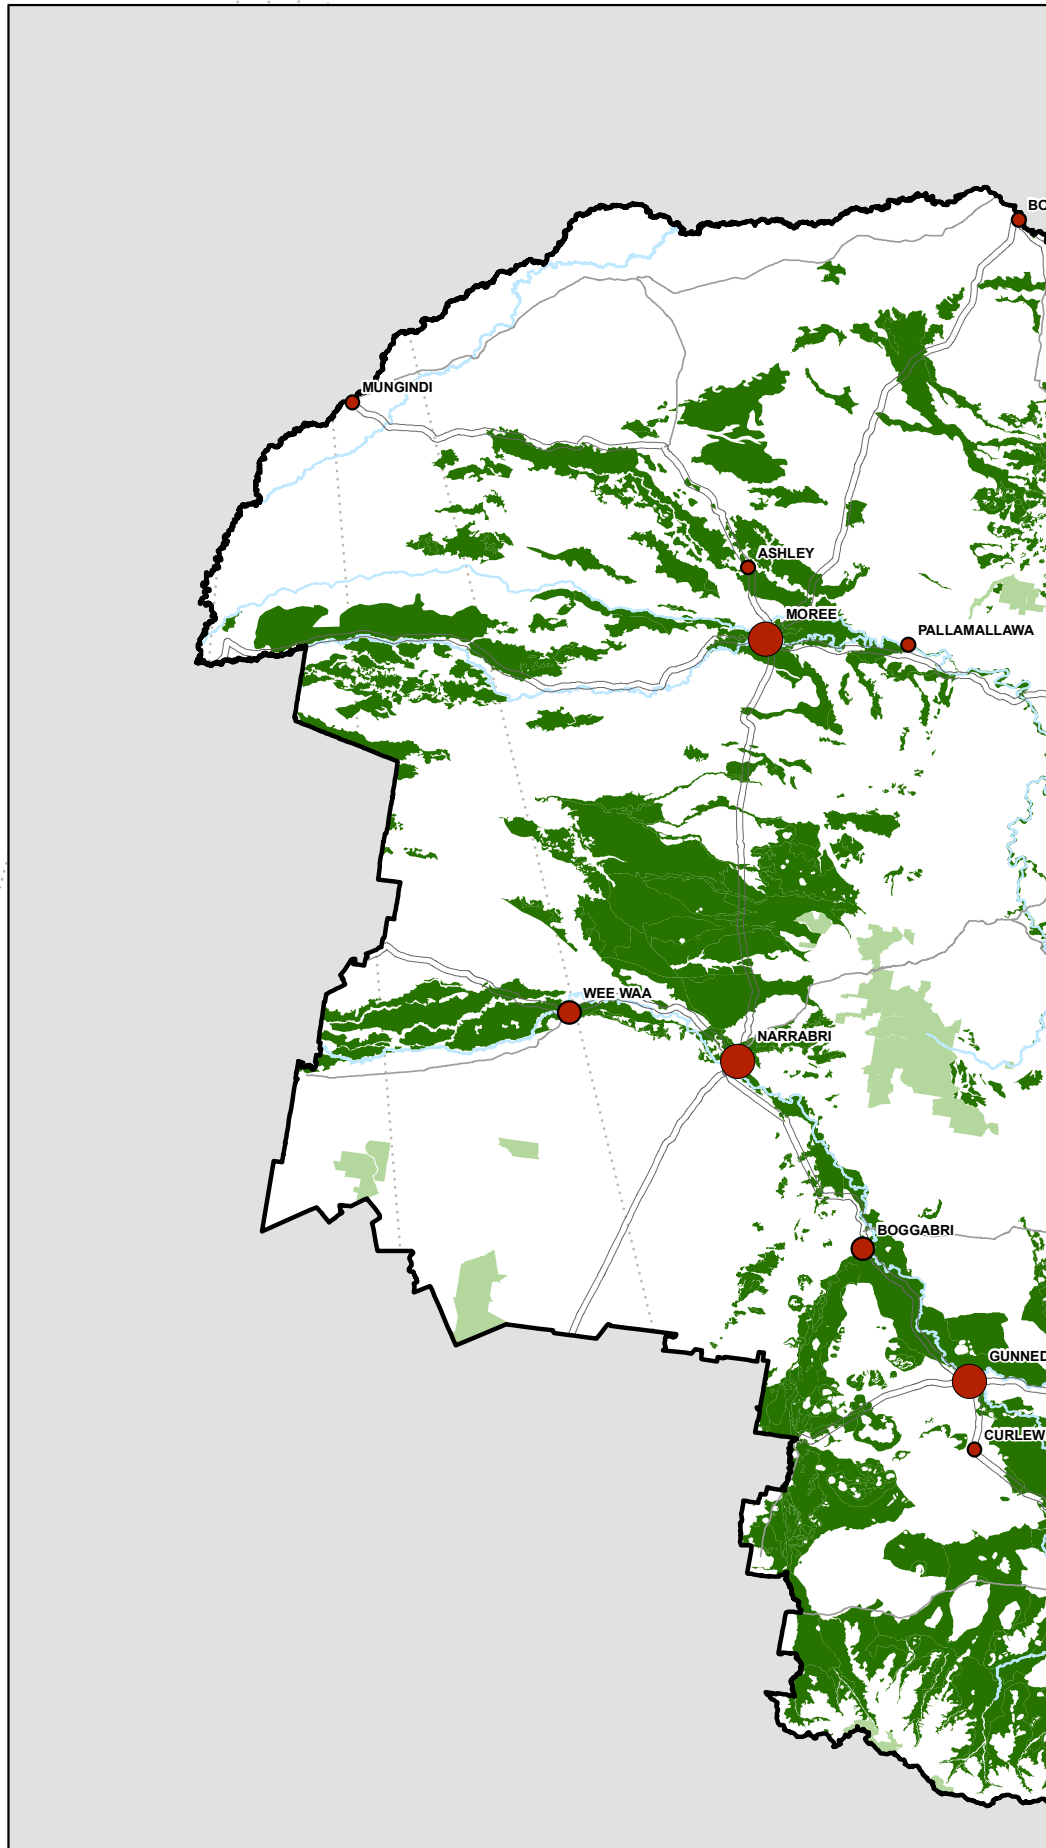 BO
MUNGINDI
ASHLEY
MOREE
PALLAMALLAWA
WEE WAA
NARRABRI
BOGGABRI
GUNNED
CURLEW